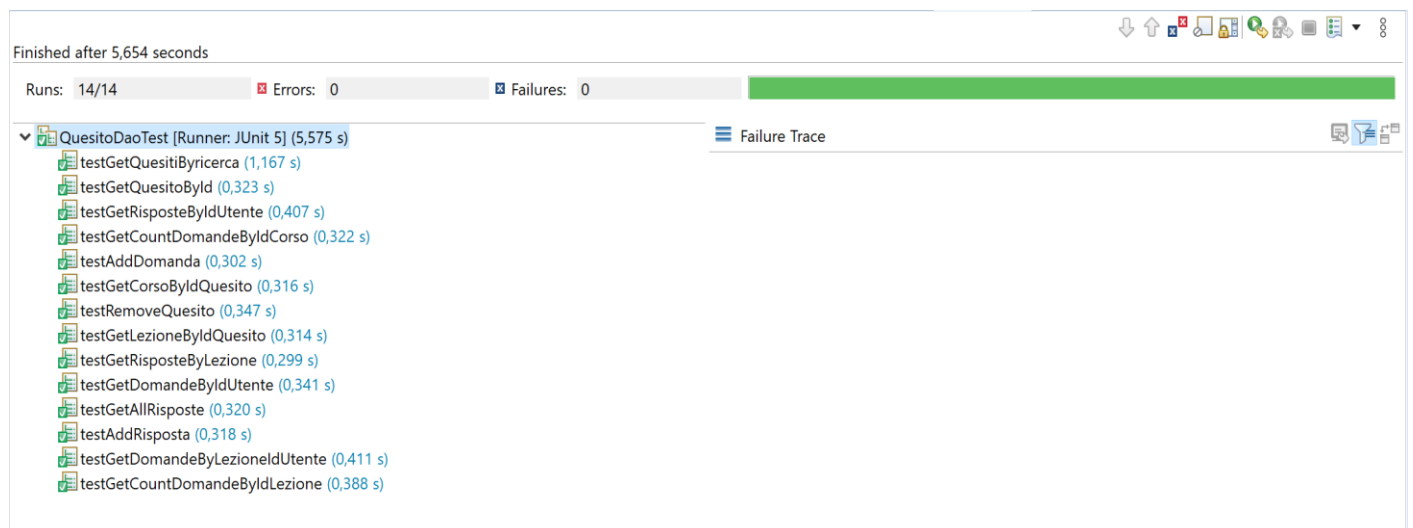 Finished after 5,654 seconds
Runs: 14/14 Errors: 0 Failures: 0
QuesitoDaoTest [Runner: JUnit 5] (5,575 s)
Failure Trace
testGetQuesitiByricerca (1,167 s)
testGetQuesitoById (0,323 s)
testGetRisposteByIdUtente (0,407 s)
testGetCountDomandeByIdCorso (0,322 s)
testAddDomanda (0,302 s)
testGetCorsoByIdQuesito (0,316 s)
testRemoveQuesito (0,347 s)
testGetLezioneByIdQuesito (0,314 s)
testGetRisposteByLezione (0,299 s)
testGetDomandeByIdUtente (0,341 s)
testGetAllRisposte (0,320 s)
testAddRisposta (0,318 s)
testGetDomandeByLezioneIdUtente (0,411 s)
testGetCountDomandeByIdLezione (0,388 s)